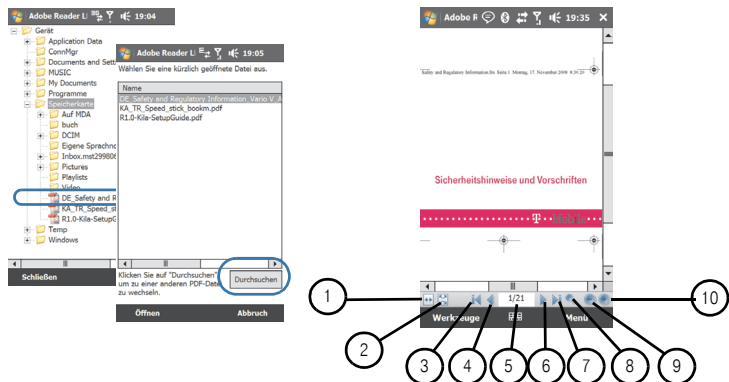 Adobe Reader LI 19:04
Gerät
Application Data
ConnMgr
Documents and Sett
MUSIC
My Documents
Programme
Speicherkarte
Auf MDA
buch
DCIM
Eigene Sprachno
Inbox.mst299806
Pictures
Playlists
Video
DE_Safety and R
KA_TR_Speed_st
R1.0-Kila-SetupG
Temp
Windows
Schließen
Adobe Reader LI 19:05
Wählen Sie eine kürzlich geöffnete Datei aus.
Name
DE_Safety and Regulatory Information_Vario V_A
KA_TR_Speed_stick_bookm.pdf
R1.0-Kila-SetupGuide.pdf
Klicken Sie auf "Durchsuchen",
um zu einer anderen PDF-Datei
zu wechseln.
Durchsuchen
Öffnen Abbruch
Adobe R 19:35
Safety and Regulatory Information.fm Seite 1 Montag, 17. November 2008 8:36 20
Sicherheitshinweise und Vorschriften
T Mobile
1/21
Werkzeuge Menü
1
2
3
4
5
6
7
8
9
10